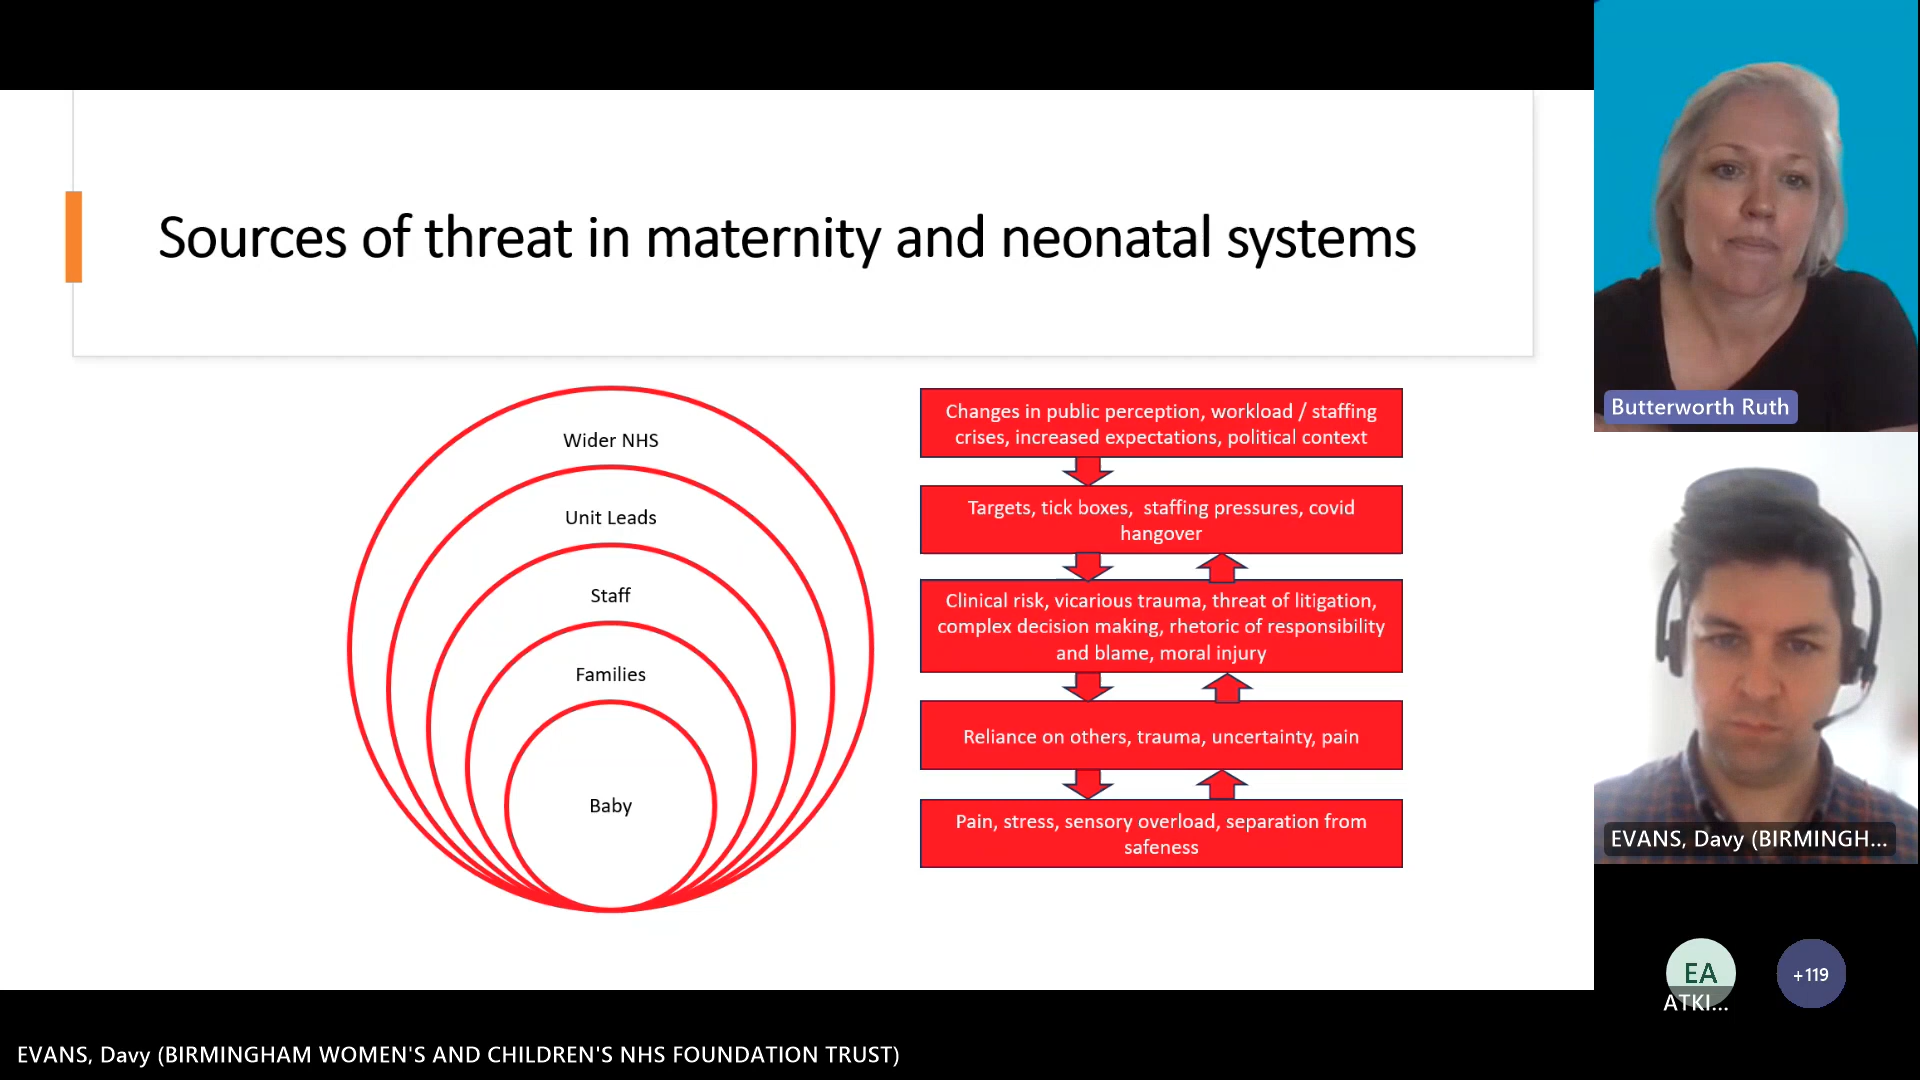 Sources of threat in maternity and neonatal systems
Wider NHS
Unit Leads
Staff
Families
Baby
Changes in public perception, workload / staffing
crises, increased expectations, political context
Targets, tick boxes, staffing pressures, covid
hangover
Clinical risk, vicarious trauma, threat of litigation,
complex decision making, rhetoric of responsibility
and blame, moral injury
Reliance on others, trauma, uncertainty, pain
Pain, stress, sensory overload, separation from
safeness
Butterworth Ruth
EVANS, Davy (BIRMINGH...
EA
ATKI...
+119
EVANS, Davy (BIRMINGHAM WOMEN'S AND CHILDREN'S NHS FOUNDATION TRUST)